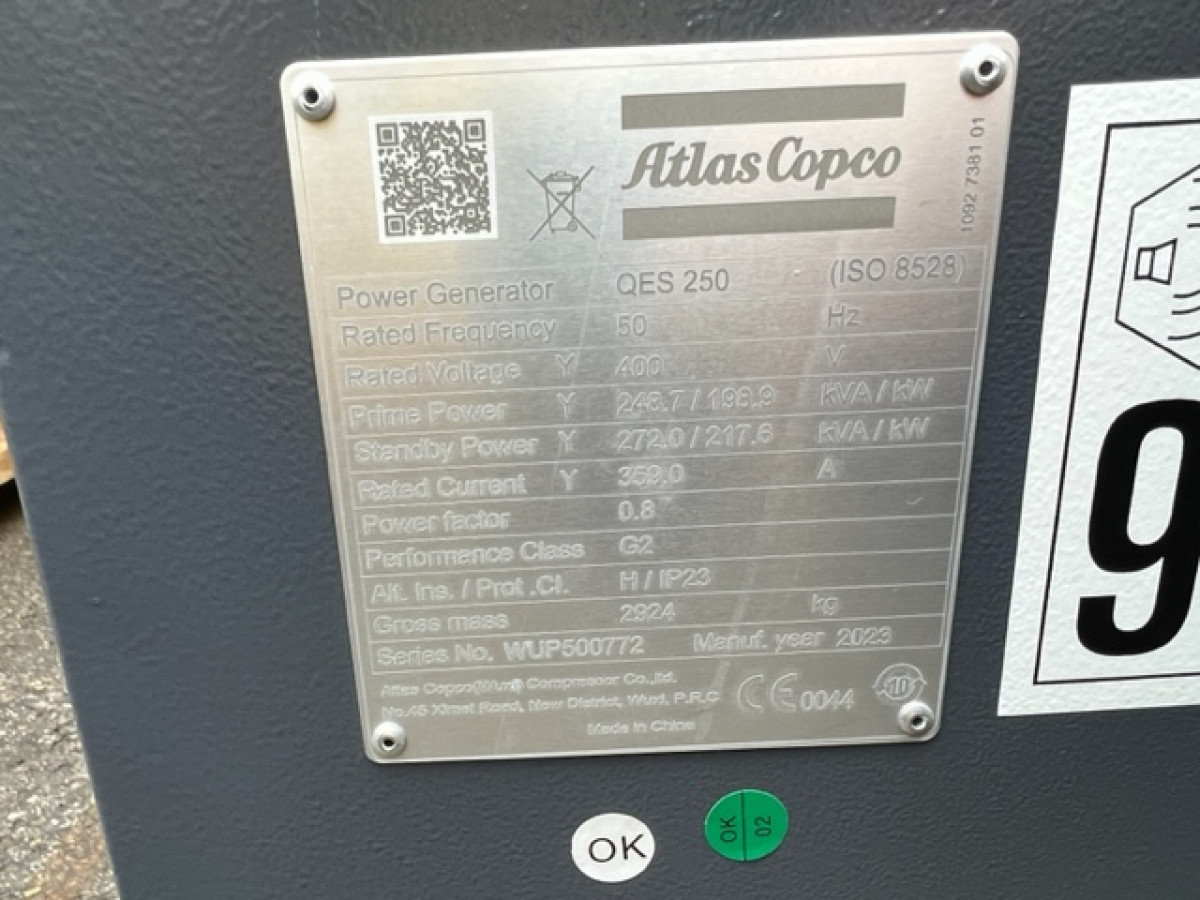 Atlas Copco
1092 7381 01
Power Generator QES 250 (ISO 8528)
Rated Frequency 50 Hz
Rated Voltage Y 400 V
Prime Power Y 248.7 / 198.9 kVA / kW
Standby Power Y 272.0 / 217.6 kVA / kW
Rated Current Y 359.0 A
Power factor 0.8
Performance Class G2
Alt. Ins. / Prot .Cl. H / IP23
Gross mass 2924 kg
Series No. WUP500772 Manuf. year 2023
Atlas Copco(Wuxi) Compressor Co.,ltd.
No.45 Ximei Road, New District, Wuxi, P.R.C
CE 0044
10
Made in China
9
OK
OK 02